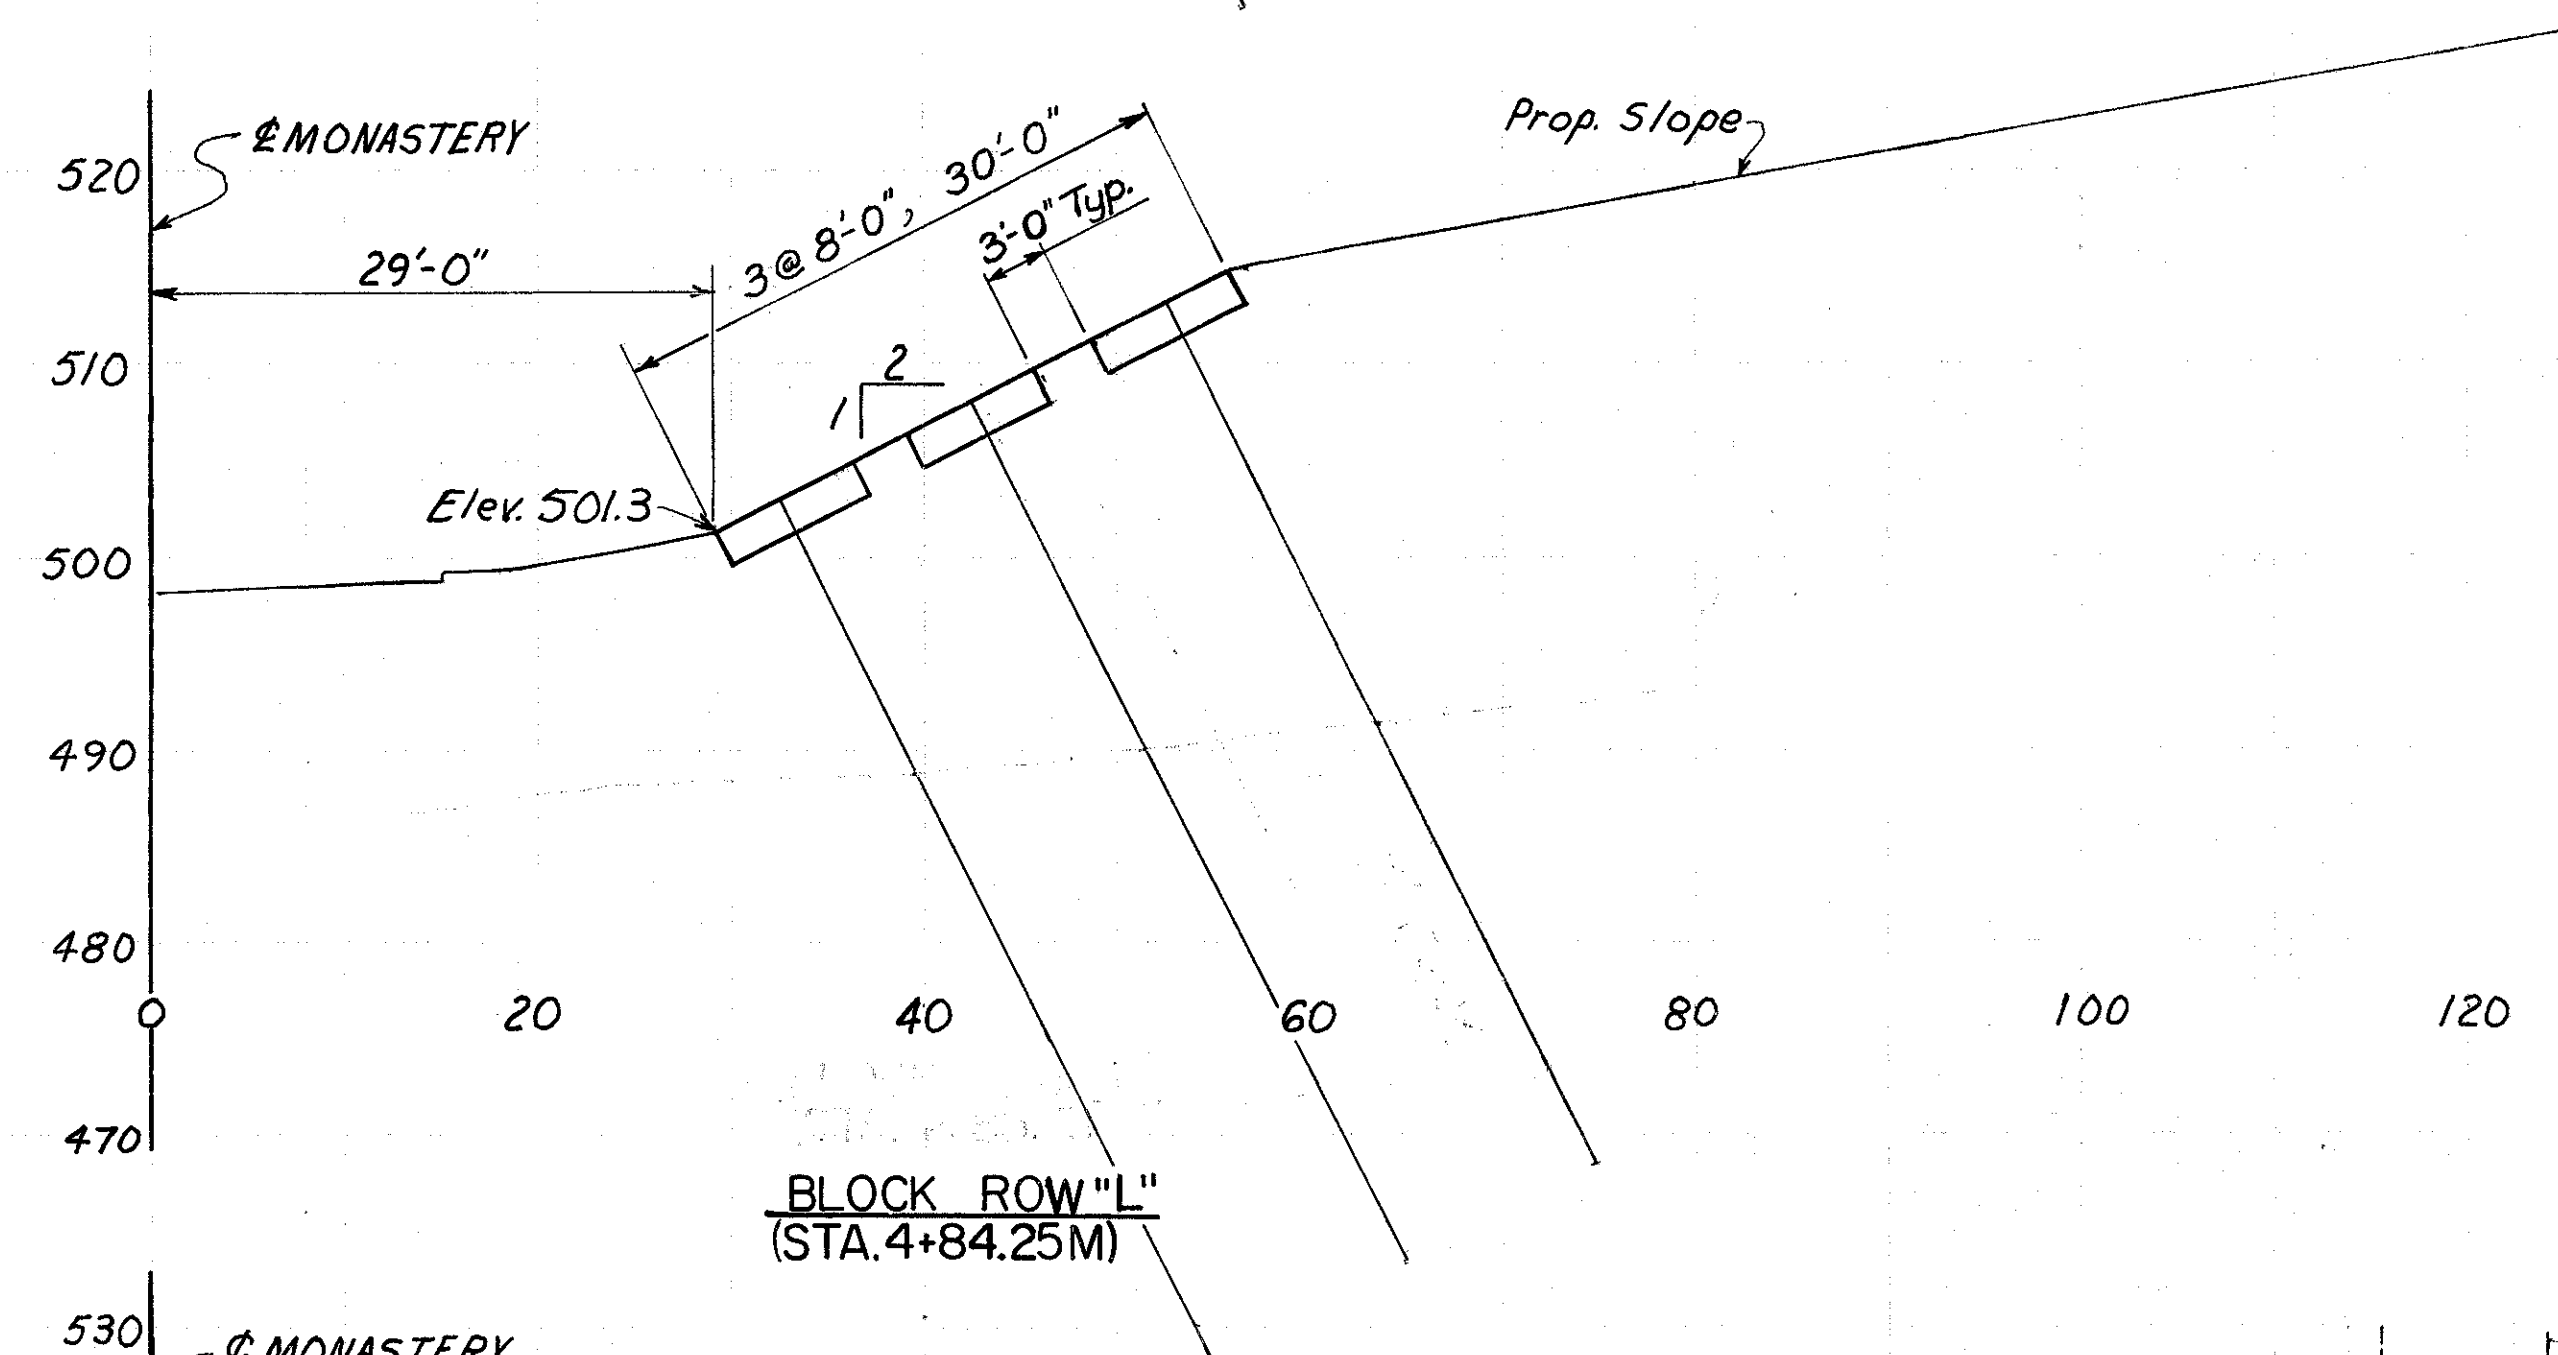 ℄ MONASTERY
520
29'-0"
3 @ 8'-0", 30'-0"
3'-0" Typ.
Prop. Slope
510
2
1
Elev. 501.3
500
490
480
0 20 40 60 80 100 120
470
BLOCK ROW "L"
(STA. 4+84.25M)
530
℄ MONASTERY